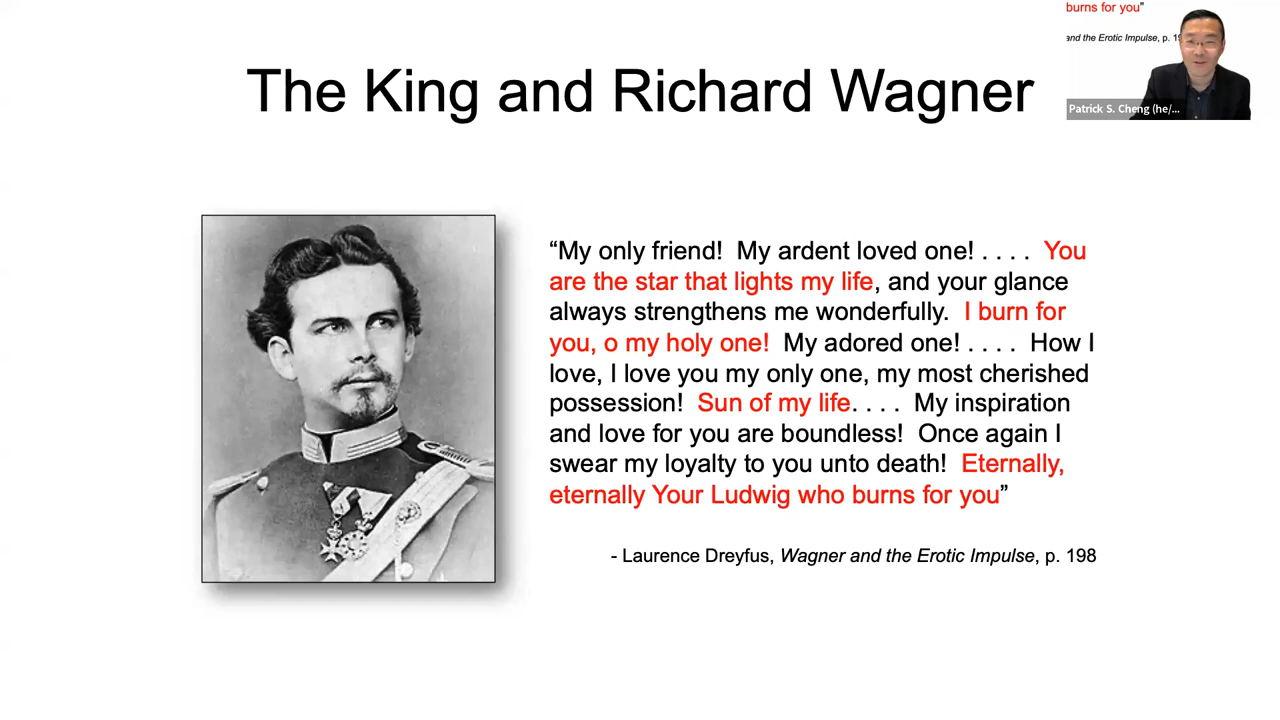 The King and Richard Wagner
“My only friend!  My ardent loved one! . . . .  You
are the star that lights my life, and your glance
always strengthens me wonderfully.  I burn for
you, o my holy one!  My adored one! . . . .  How I
love, I love you my only one, my most cherished
possession!  Sun of my life. . . .  My inspiration
and love for you are boundless!  Once again I
swear my loyalty to you unto death!  Eternally,
eternally Your Ludwig who burns for you”
- Laurence Dreyfus, Wagner and the Erotic Impulse, p. 198
burns for you”
and the Erotic Impulse, p. 19
Patrick S. Cheng (he/...